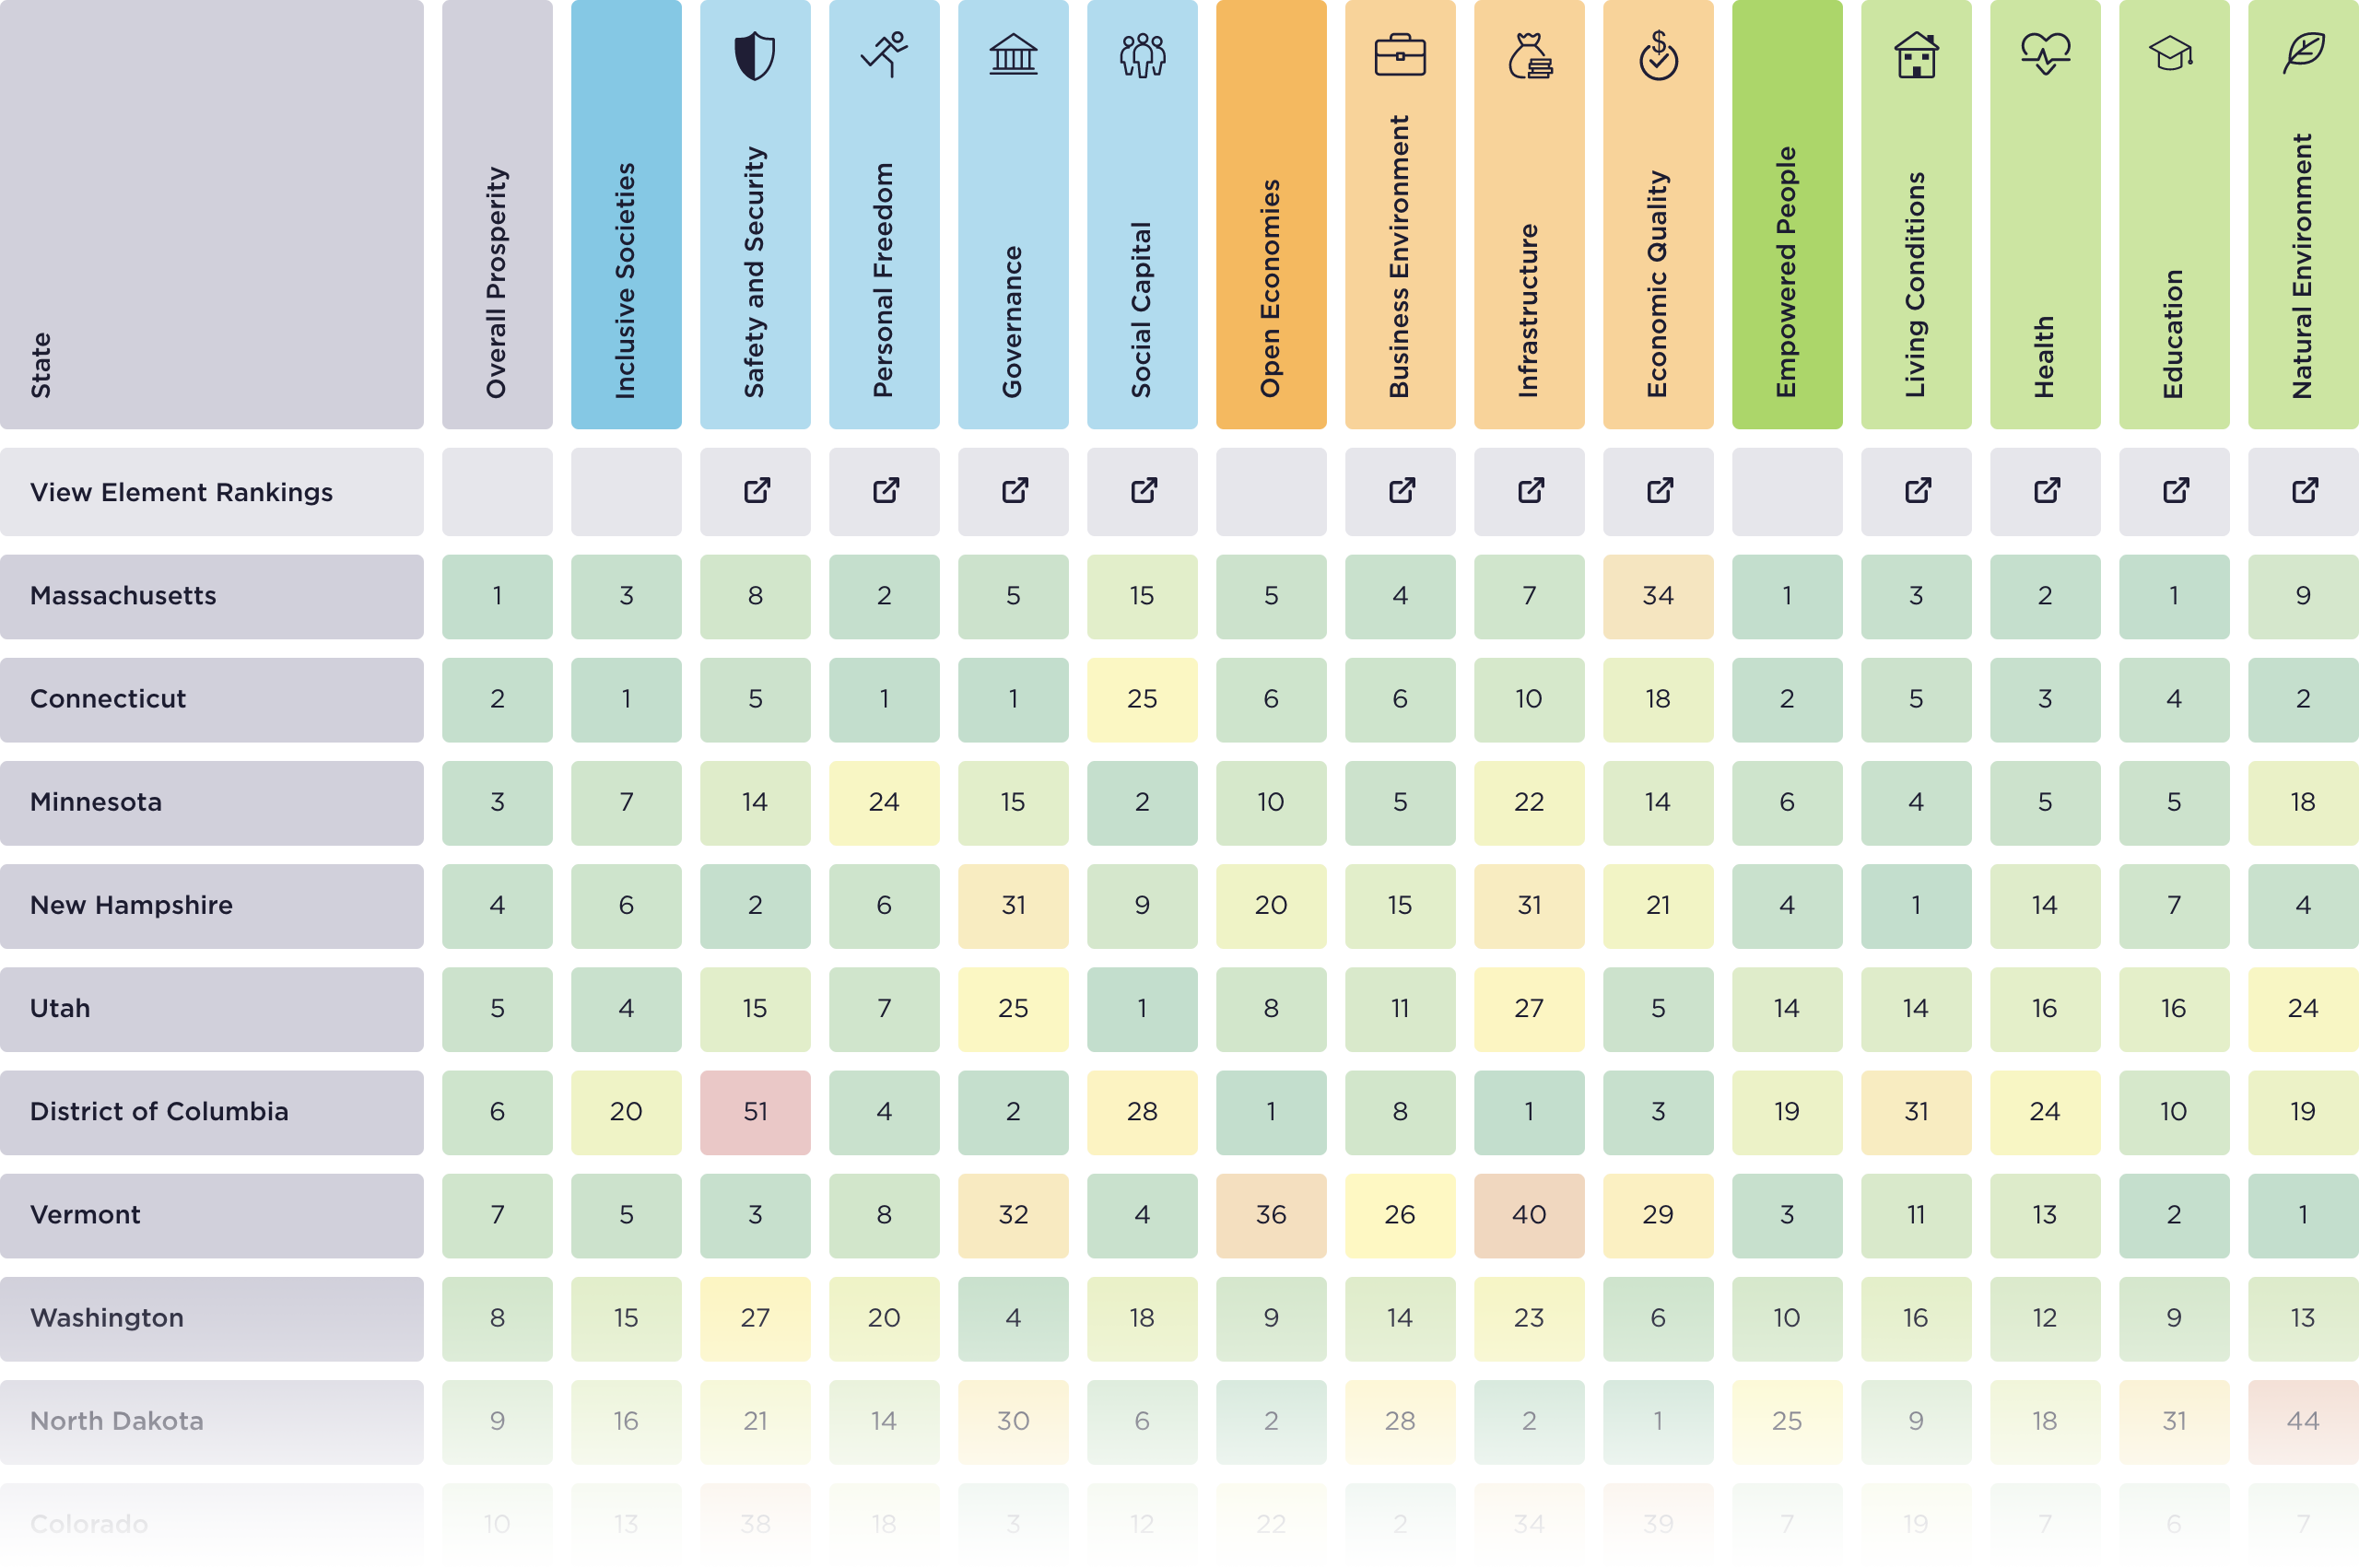 State Overall Prosperity Inclusive Societies Safety and Security Personal Freedom Governance Social Capital Open Economies Business Environment Infrastructure Economic Quality Empowered People Living Conditions Health Education Natural Environment
View Element Rankings
Massachusetts 1 3 8 2 5 15 5 4 7 34 1 3 2 1 9
Connecticut 2 1 5 1 1 25 6 6 10 18 2 5 3 4 2
Minnesota 3 7 14 24 15 2 10 5 22 14 6 4 5 5 18
New Hampshire 4 6 2 6 31 9 20 15 31 21 4 1 14 7 4
Utah 5 4 15 7 25 1 8 11 27 5 14 14 16 16 24
District of Columbia 6 20 51 4 2 28 1 8 1 3 19 31 24 10 19
Vermont 7 5 3 8 32 4 36 26 40 29 3 11 13 2 1
Washington 8 15 27 20 4 18 9 14 23 6 10 16 12 9 13
North Dakota 9 16 21 14 30 6 2 28 2 1 25 9 18 31 44
Colorado 10 13 38 18 3 12 22 2 34 39 7 19 7 6 7